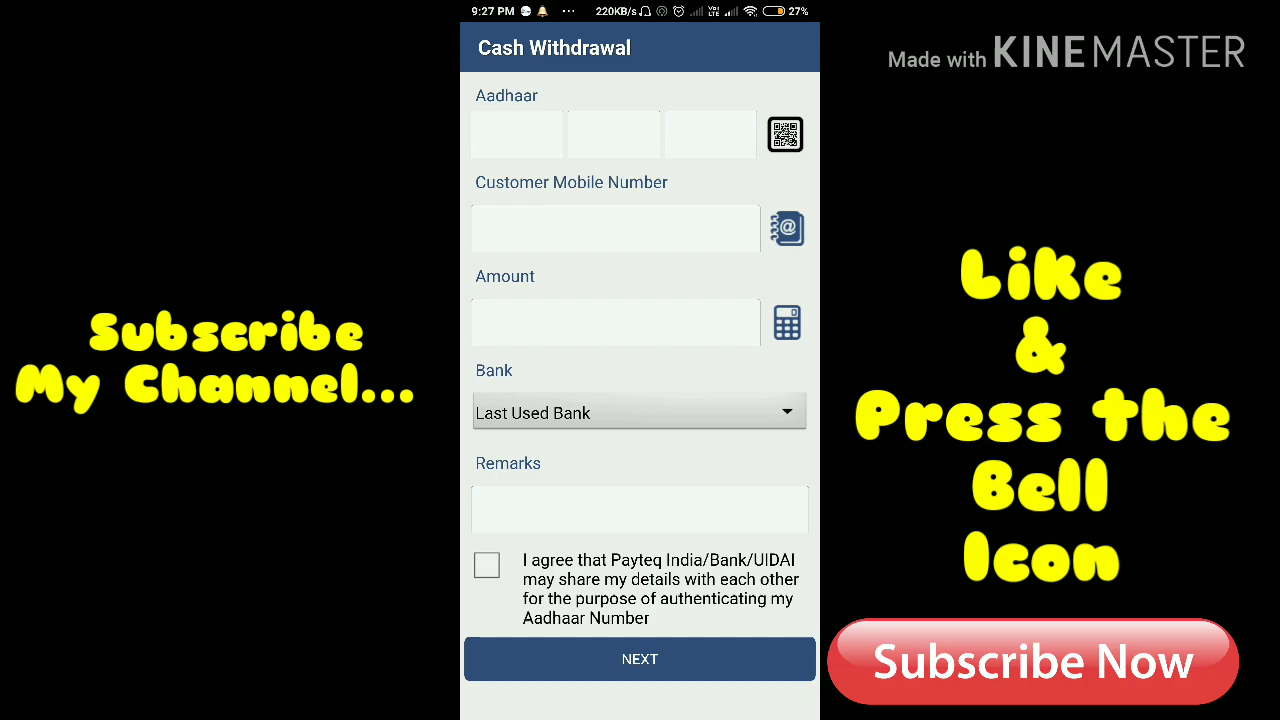 9:27 PM ... 220KB/s Vo LTE 27%
Cash Withdrawal
Made with KINEMASTER
Aadhaar
Customer Mobile Number
Amount
Bank
Last Used Bank
Remarks
I agree that Payteq India/Bank/UIDAI
may share my details with each other
for the purpose of authenticating my
Aadhaar Number
NEXT
Subscribe
My Channel...
Like
&
Press the
Bell
Icon
Subscribe Now